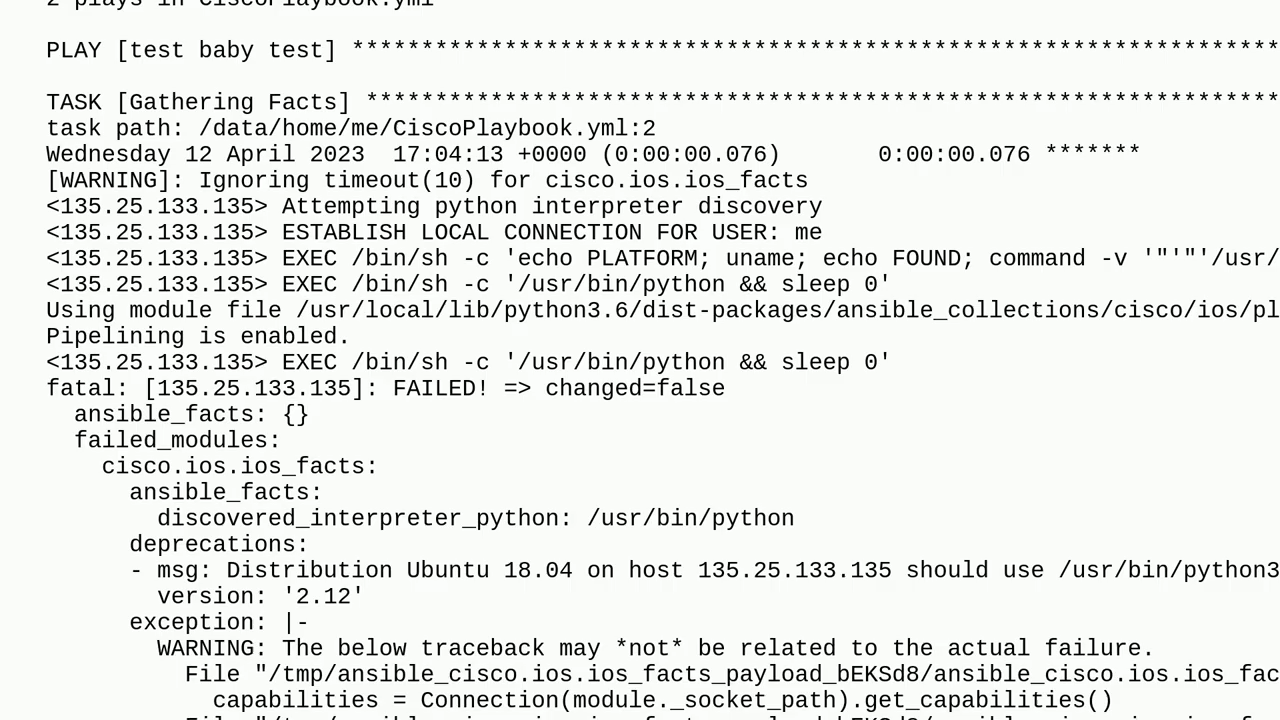 2 plays in CiscoPlaybook.yml
PLAY [test baby test] *******************************************************************
TASK [Gathering Facts] ******************************************************************
task path: /data/home/me/CiscoPlaybook.yml:2
Wednesday 12 April 2023  17:04:13 +0000 (0:00:00.076)       0:00:00.076 *******
[WARNING]: Ignoring timeout(10) for cisco.ios.ios_facts
<135.25.133.135> Attempting python interpreter discovery
<135.25.133.135> ESTABLISH LOCAL CONNECTION FOR USER: me
<135.25.133.135> EXEC /bin/sh -c 'echo PLATFORM; uname; echo FOUND; command -v '"'"'/usr/
<135.25.133.135> EXEC /bin/sh -c '/usr/bin/python && sleep 0'
Using module file /usr/local/lib/python3.6/dist-packages/ansible_collections/cisco/ios/pl
Pipelining is enabled.
<135.25.133.135> EXEC /bin/sh -c '/usr/bin/python && sleep 0'
fatal: [135.25.133.135]: FAILED! => changed=false
  ansible_facts: {}
  failed_modules:
    cisco.ios.ios_facts:
      ansible_facts:
        discovered_interpreter_python: /usr/bin/python
      deprecations:
      - msg: Distribution Ubuntu 18.04 on host 135.25.133.135 should use /usr/bin/python3
        version: '2.12'
      exception: |-
        WARNING: The below traceback may *not* be related to the actual failure.
          File "/tmp/ansible_cisco.ios.ios_facts_payload_bEKSd8/ansible_cisco.ios.ios_fac
            capabilities = Connection(module._socket_path).get_capabilities()